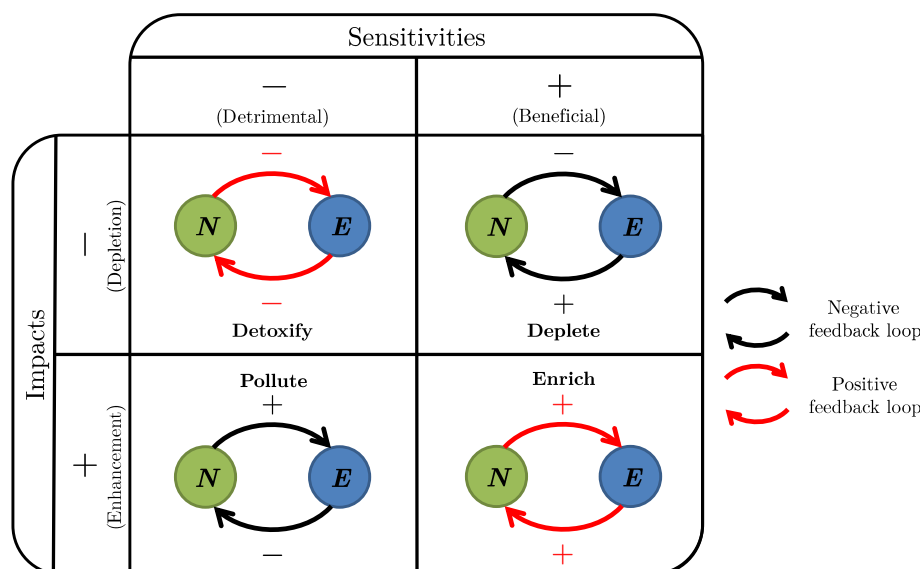 Sensitivities
−
+
(Detrimental)
(Beneficial)
Impacts
−
(Depletion)
−
N
E
−
Detoxify
−
N
E
+
Deplete
+
(Enhancement)
Pollute
+
N
E
−
Enrich
+
N
E
+
Negative
feedback loop
Positive
feedback loop